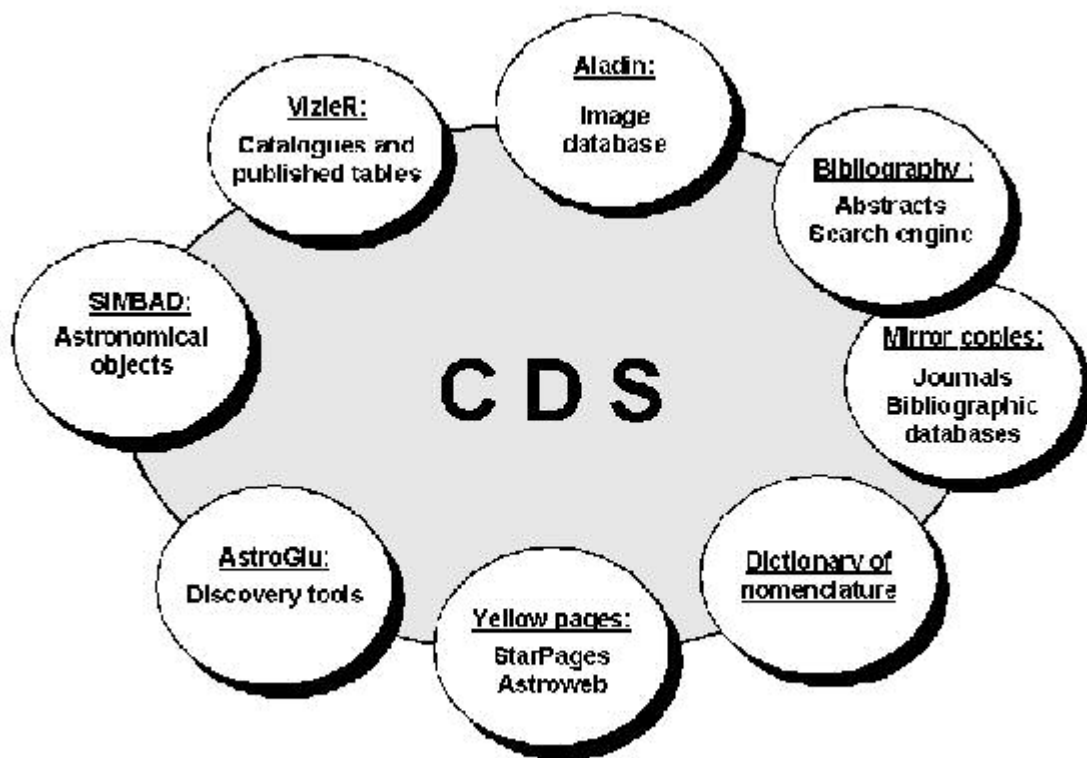 Aladin:
Image
database
VizieR:
Catalogues and
published tables
Bibliography :
Abstracts
Search engine
SIMBAD:
Astronomical
objects
CDS
Mirror copies:
Journals
Bibliographic
databases
AstroGlu:
Discovery tools
Dictionary of
nomenclature
Yellow pages:
StarPages
Astroweb